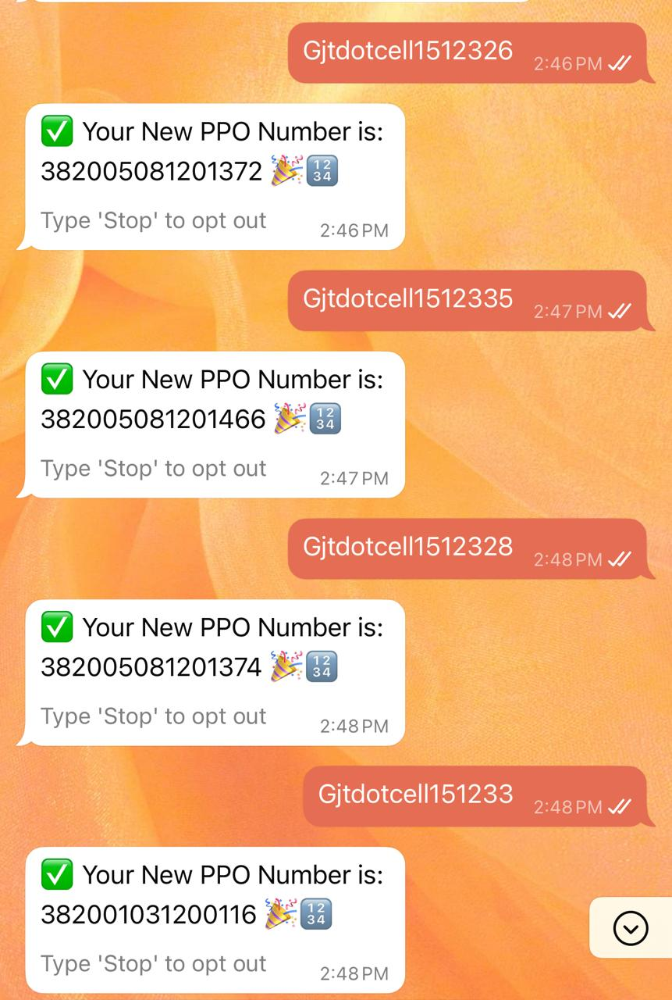 Gjtdotcell1512326 2:46 PM
✅ Your New PPO Number is:
382005081201372 🎉🔢
Type 'Stop' to opt out 2:46 PM
Gjtdotcell1512335 2:47 PM
✅ Your New PPO Number is:
382005081201466 🎉🔢
Type 'Stop' to opt out 2:47 PM
Gjtdotcell1512328 2:48 PM
✅ Your New PPO Number is:
382005081201374 🎉🔢
Type 'Stop' to opt out 2:48 PM
Gjtdotcell151233 2:48 PM
✅ Your New PPO Number is:
382001031200116 🎉🔢
Type 'Stop' to opt out 2:48 PM